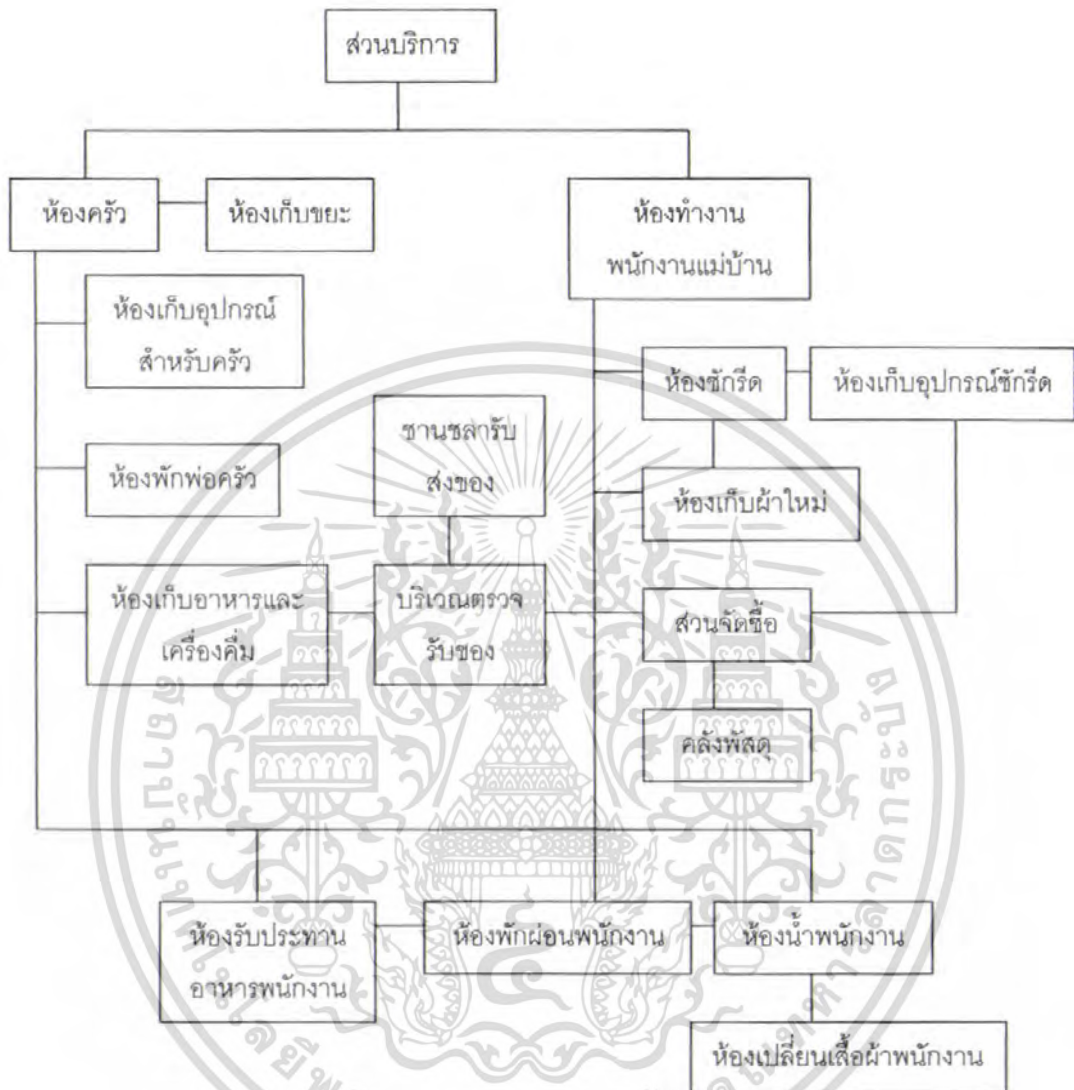 ส่วนบริการ
ห้องครัว
ห้องเก็บขยะ
ห้องทำงาน
พนักงานแม่บ้าน
ห้องเก็บอุปกรณ์
สำหรับครัว
ห้องซักรีด
ห้องเก็บอุปกรณ์ซักรีด
ชานชลารับ
ส่งของ
ห้องพักพ่อครัว
ห้องเก็บผ้าใหม่
ห้องเก็บอาหารและ
เครื่องดื่ม
บริเวณตรวจ
รับของ
ส่วนจัดซื้อ
คลังพัสดุ
ห้องรับประทาน
อาหารพนักงาน
ห้องพักผ่อนพนักงาน
ห้องน้ำพนักงาน
ห้องเปลี่ยนเสื้อผ้าพนักงาน